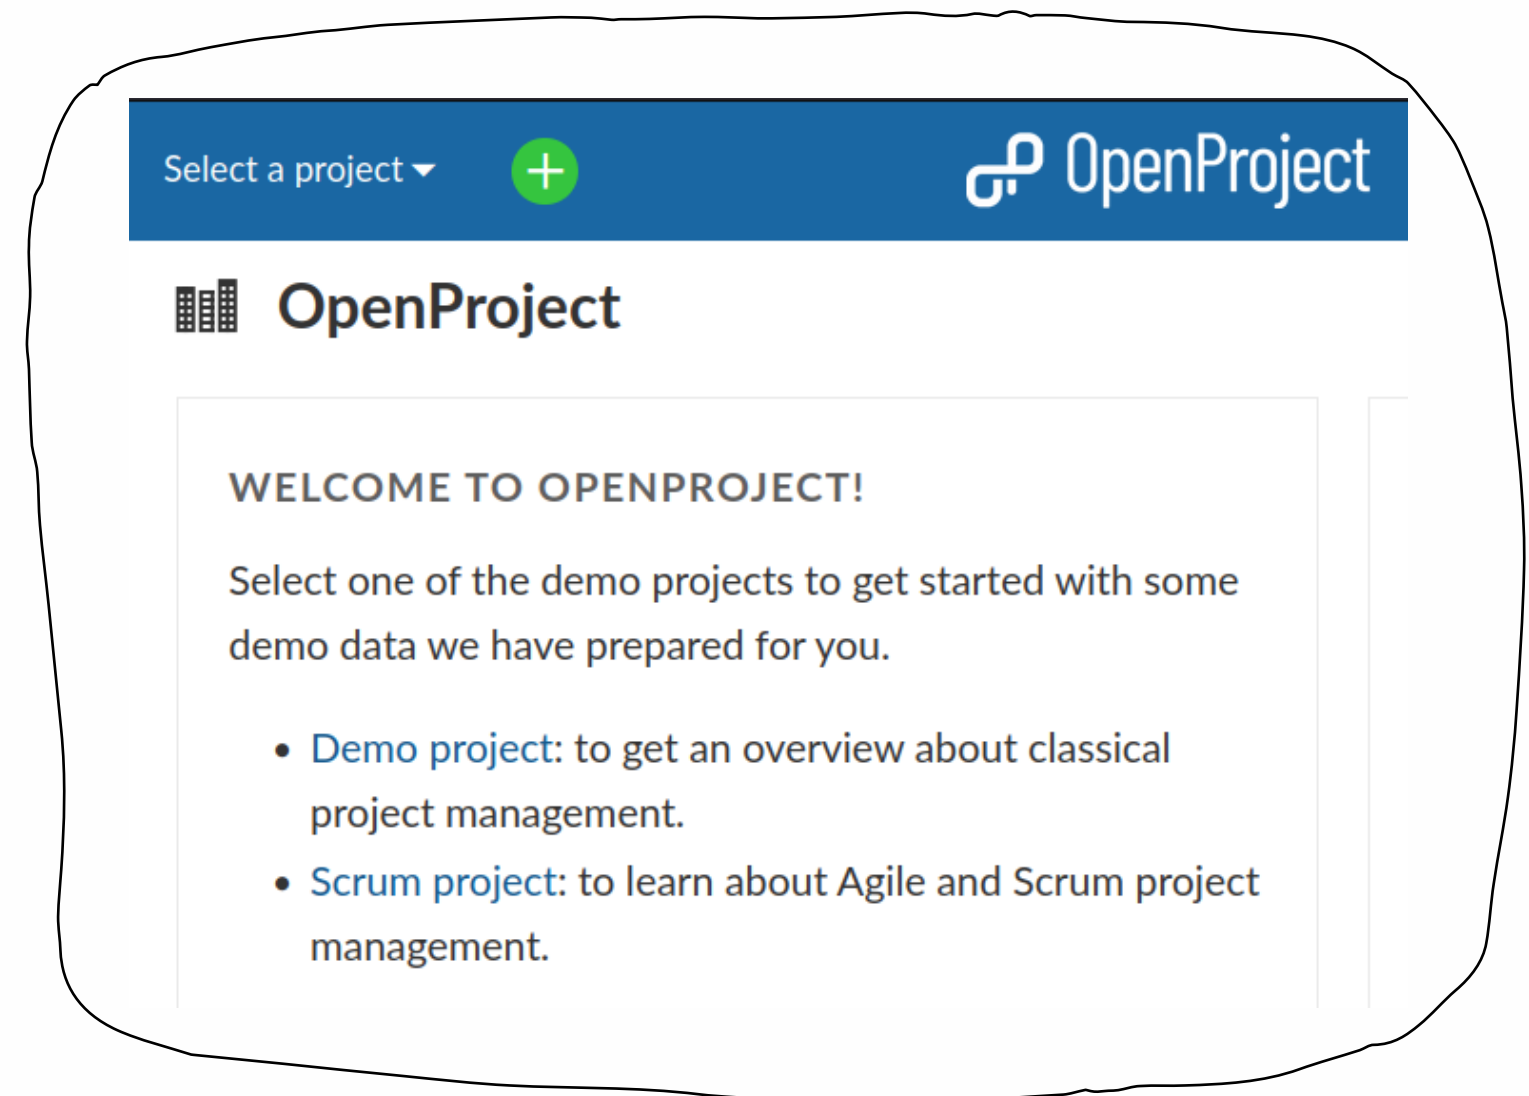 Select a project
OpenProject
OpenProject
WELCOME TO OPENPROJECT!
Select one of the demo projects to get started with some
demo data we have prepared for you.
• Demo project: to get an overview about classical
project management.
• Scrum project: to learn about Agile and Scrum project
management.